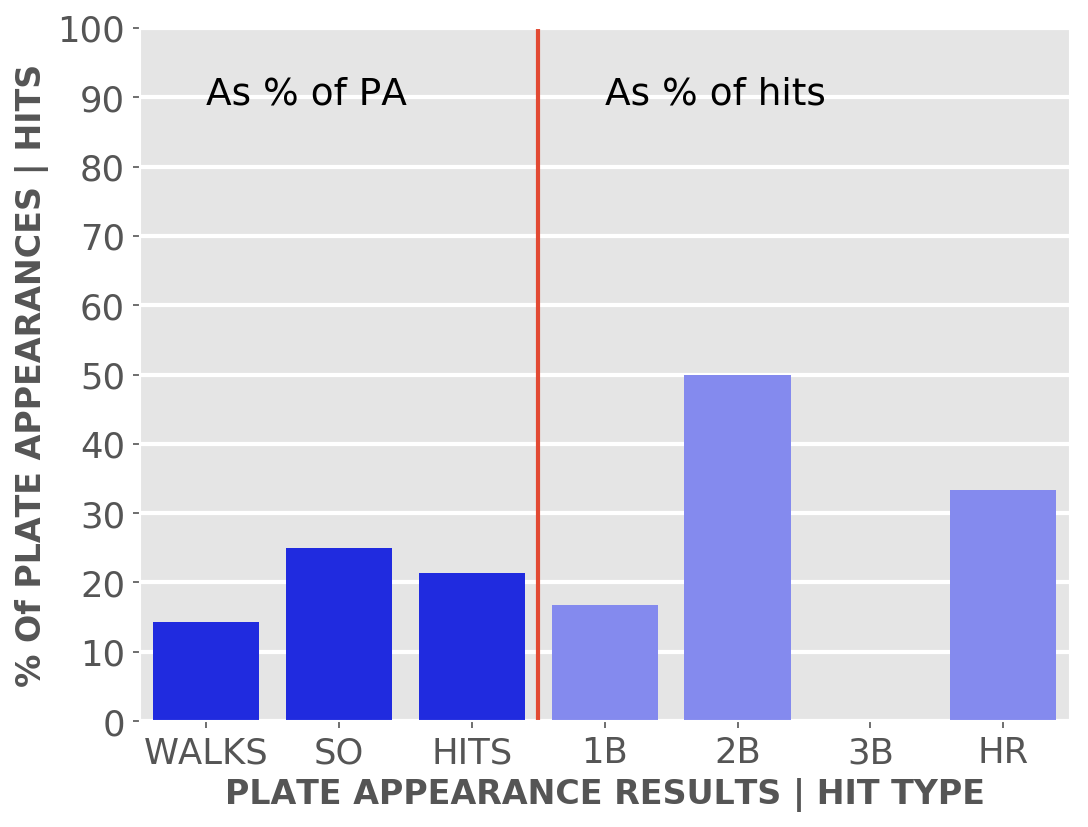 % Of PLATE APPEARANCES | HITS
100
90
80
70
60
50
40
30
20
10
0
As % of PA
As % of hits
WALKS SO HITS 1B 2B 3B HR
PLATE APPEARANCE RESULTS | HIT TYPE